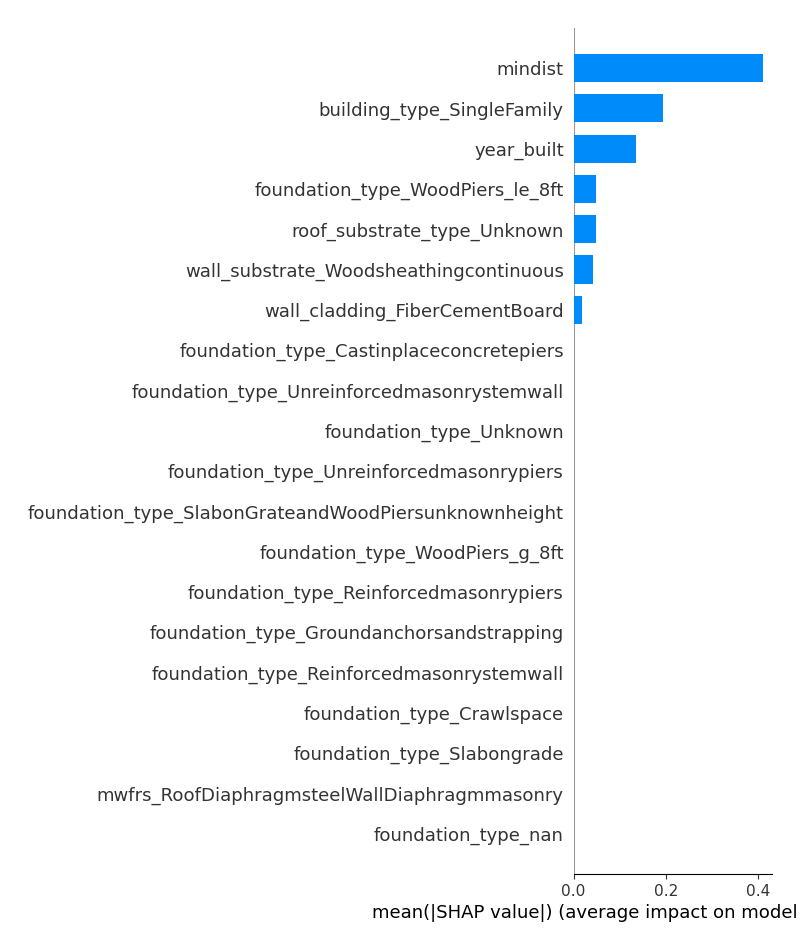 mindist
building_type_SingleFamily
year_built
foundation_type_WoodPiers_le_8ft
roof_substrate_type_Unknown
wall_substrate_Woodsheathingcontinuous
wall_cladding_FiberCementBoard
foundation_type_Castinplaceconcretepiers
foundation_type_Unreinforcedmasonrystemwall
foundation_type_Unknown
foundation_type_Unreinforcedmasonrypiers
foundation_type_SlabonGrateandWoodPiersunknownheight
foundation_type_WoodPiers_g_8ft
foundation_type_Reinforcedmasonrypiers
foundation_type_Groundanchorsandstrapping
foundation_type_Reinforcedmasonrystemwall
foundation_type_Crawlspace
foundation_type_Slabongrade
mwfrs_RoofDiaphragmsteelWallDiaphragmmasonry
foundation_type_nan
0.0 0.2 0.4
mean(|SHAP value|) (average impact on model